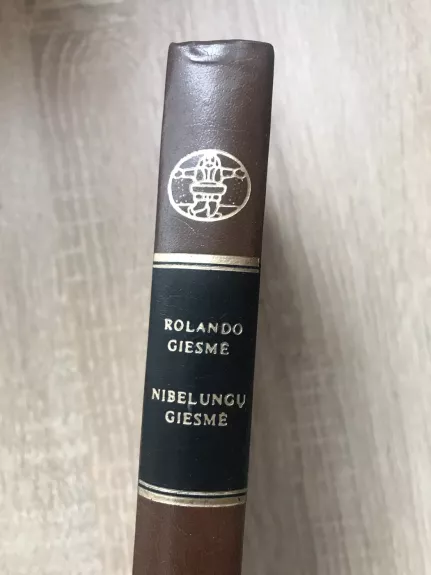 ROLANDO
GIESMĖ
NIBELUNGŲ
GIESMĖ